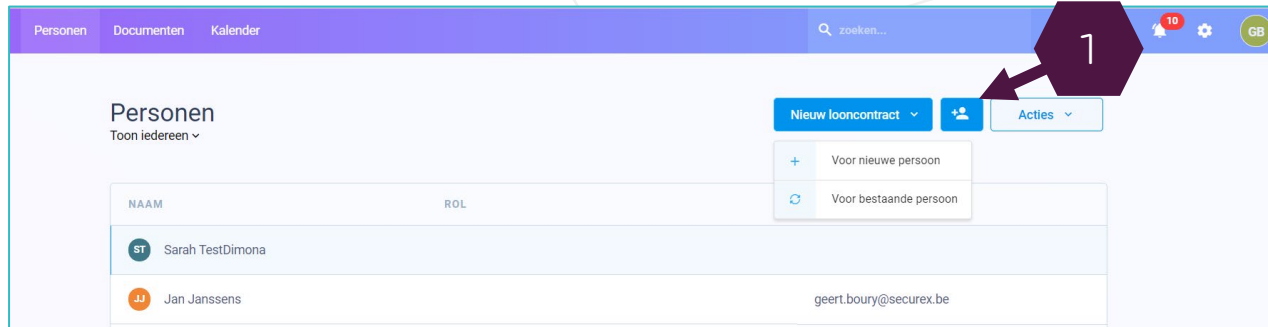 Personen Documenten Kalender zoeken... 1 10 GB
Personen
Toon iedereen
Nieuw looncontract Acties
Voor nieuwe persoon
Voor bestaande persoon
NAAM ROL
ST Sarah TestDimona
JJ Jan Janssens geert.boury@securex.be